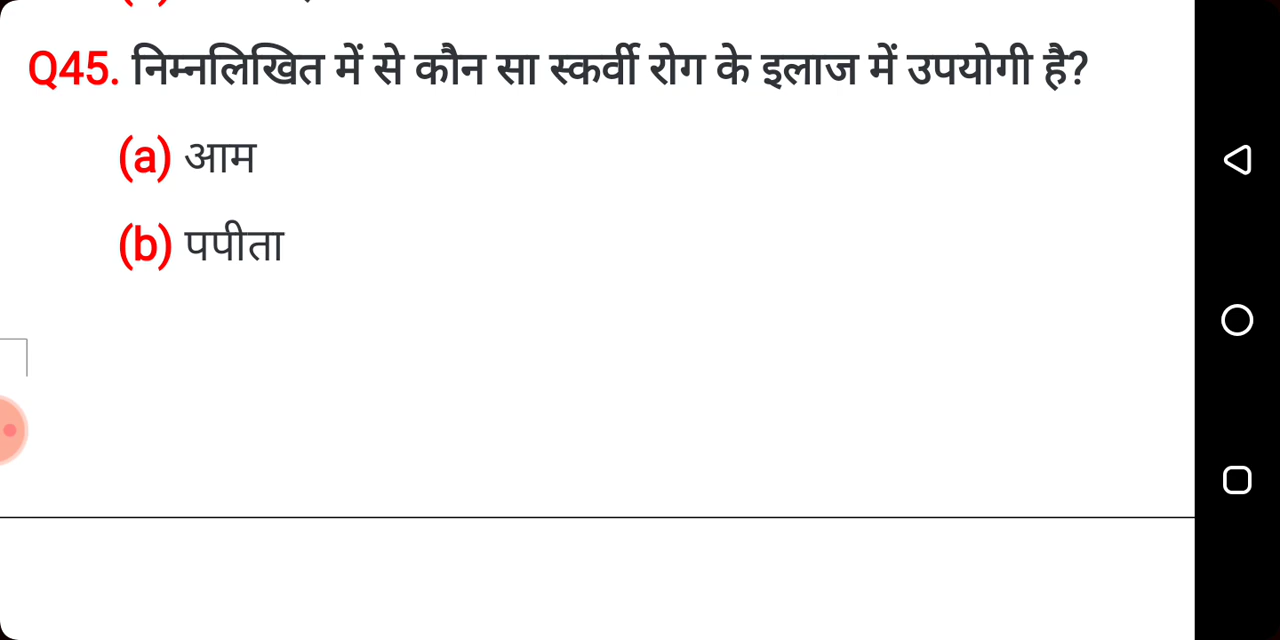 Q45. निम्नलिखित में से कौन सा स्कर्वी रोग के इलाज में उपयोगी है?
(a) आम
(b) पपीता